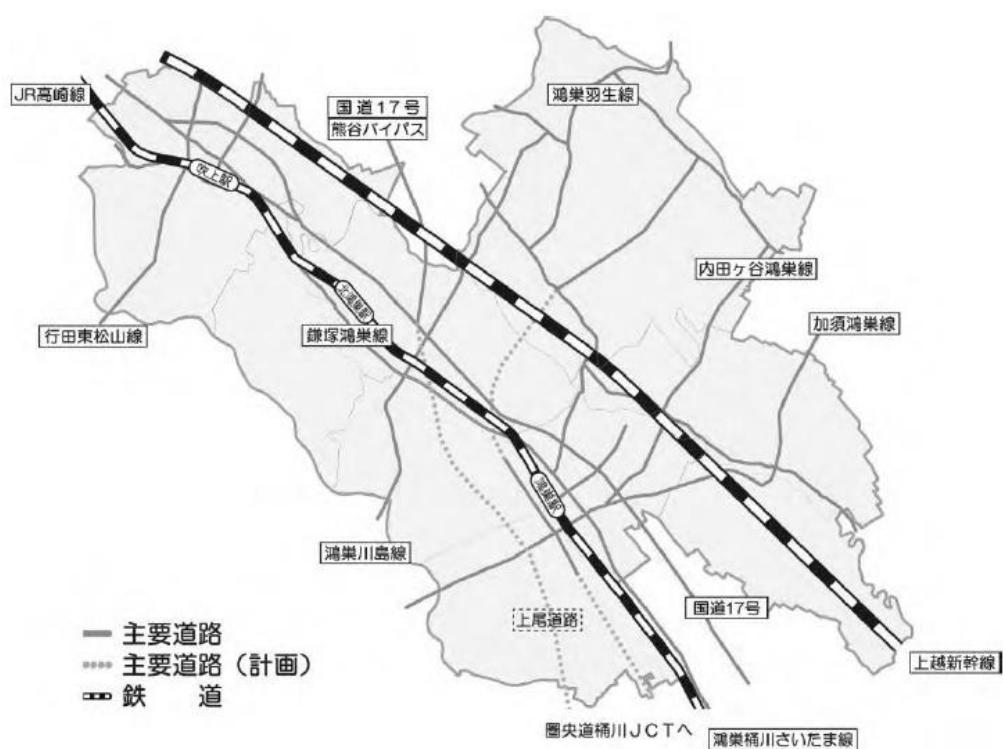 JR高崎線
国道17号
熊谷バイパス
鴻巣羽生線
吹上駅
内田ヶ谷鴻巣線
北鴻巣駅
加須鴻巣線
行田東松山線
鎌塚鴻巣線
鴻巣駅
鴻巣川島線
国道17号
上尾道路
主要道路
主要道路（計画）
鉄　道
上越新幹線
圏央道桶川JCTへ
鴻巣桶川さいたま線